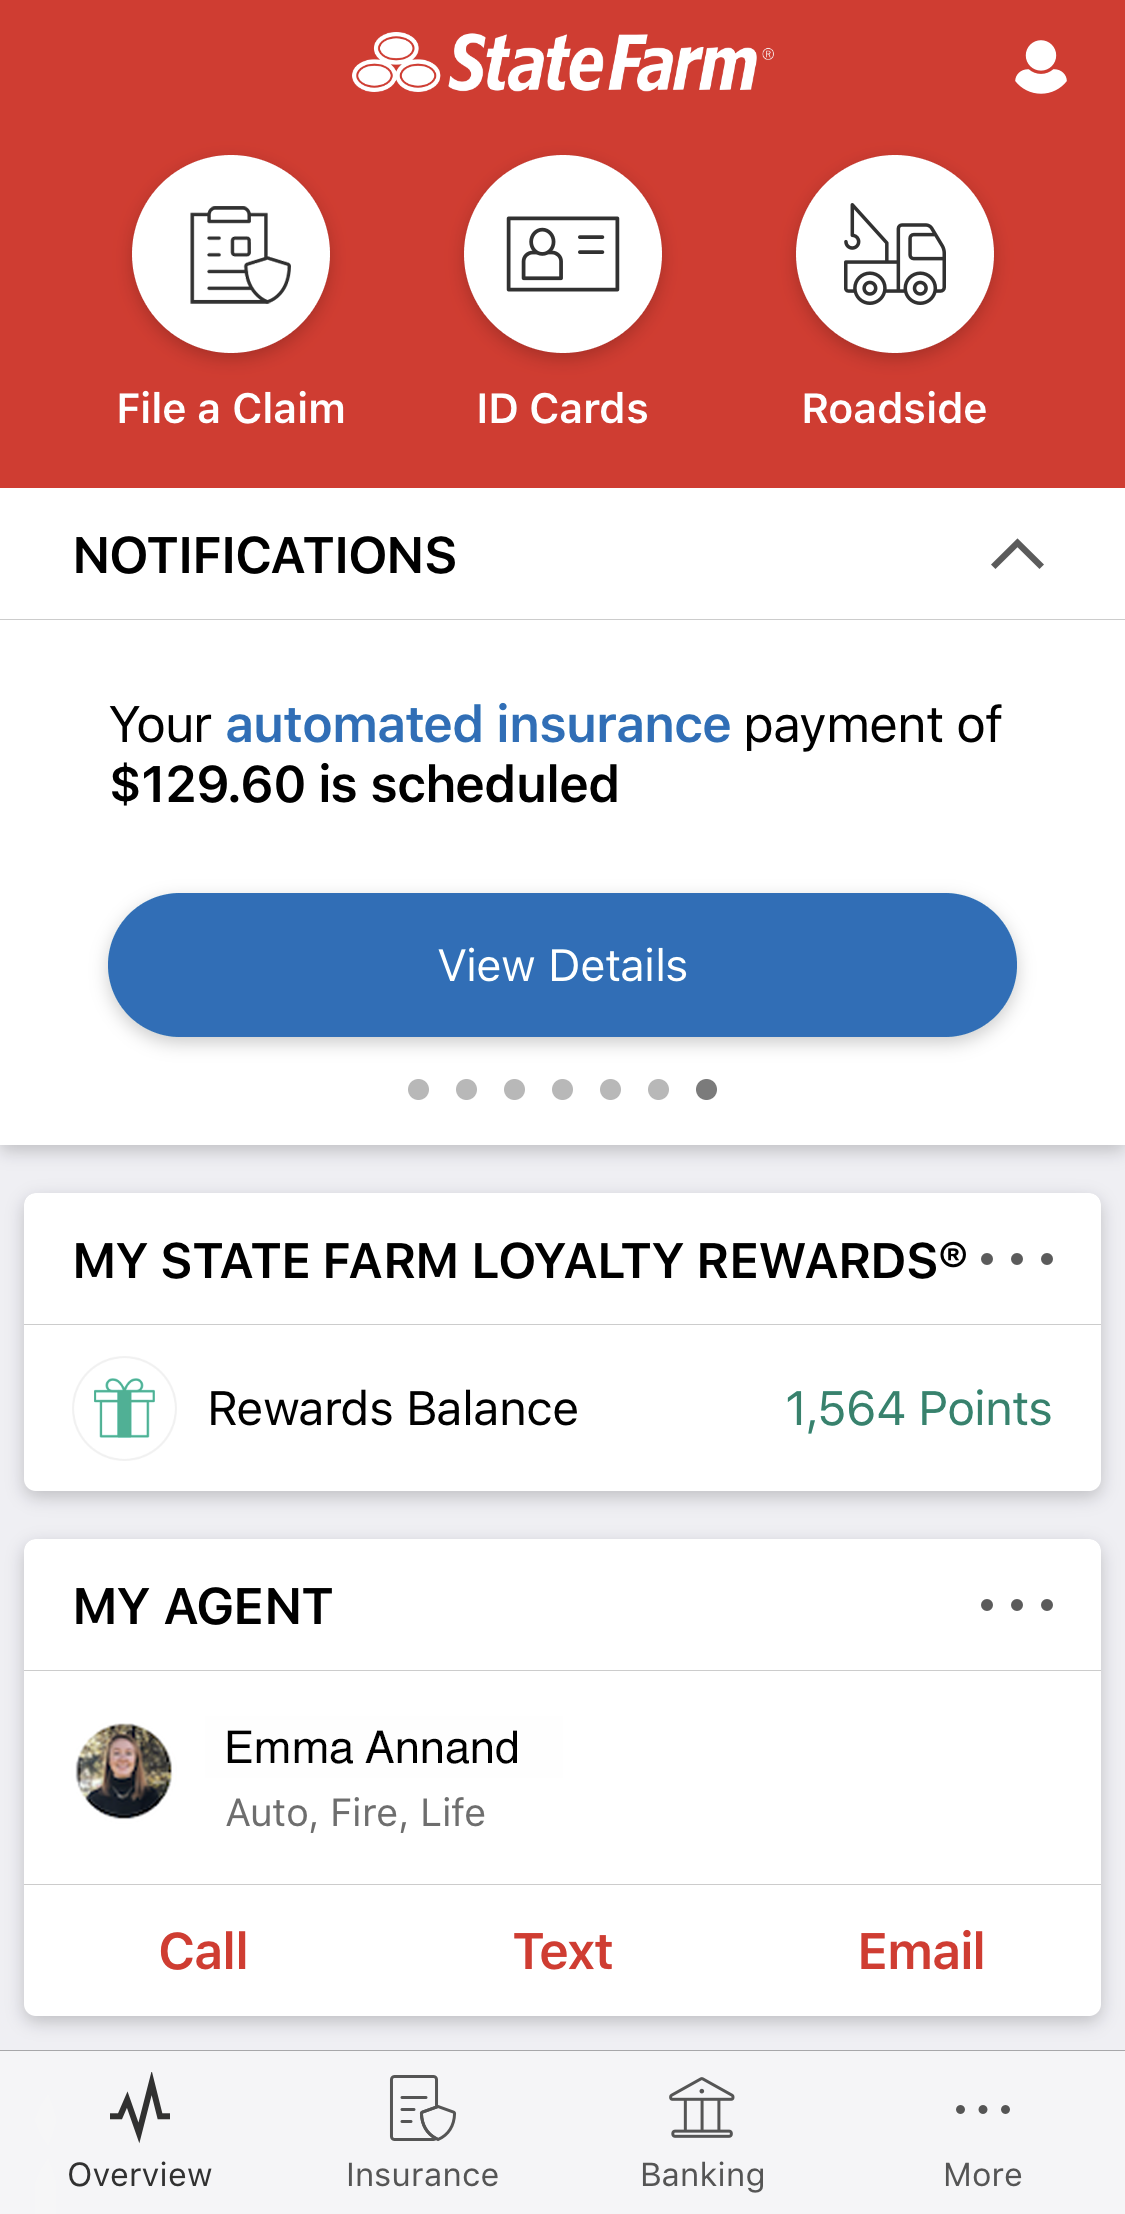 State Farm®
File a Claim
ID Cards
Roadside
NOTIFICATIONS
Your automated insurance payment of
$129.60 is scheduled
View Details
MY STATE FARM LOYALTY REWARDS®
Rewards Balance
1,564 Points
MY AGENT
Emma Annand
Auto, Fire, Life
Call
Text
Email
Overview
Insurance
Banking
More